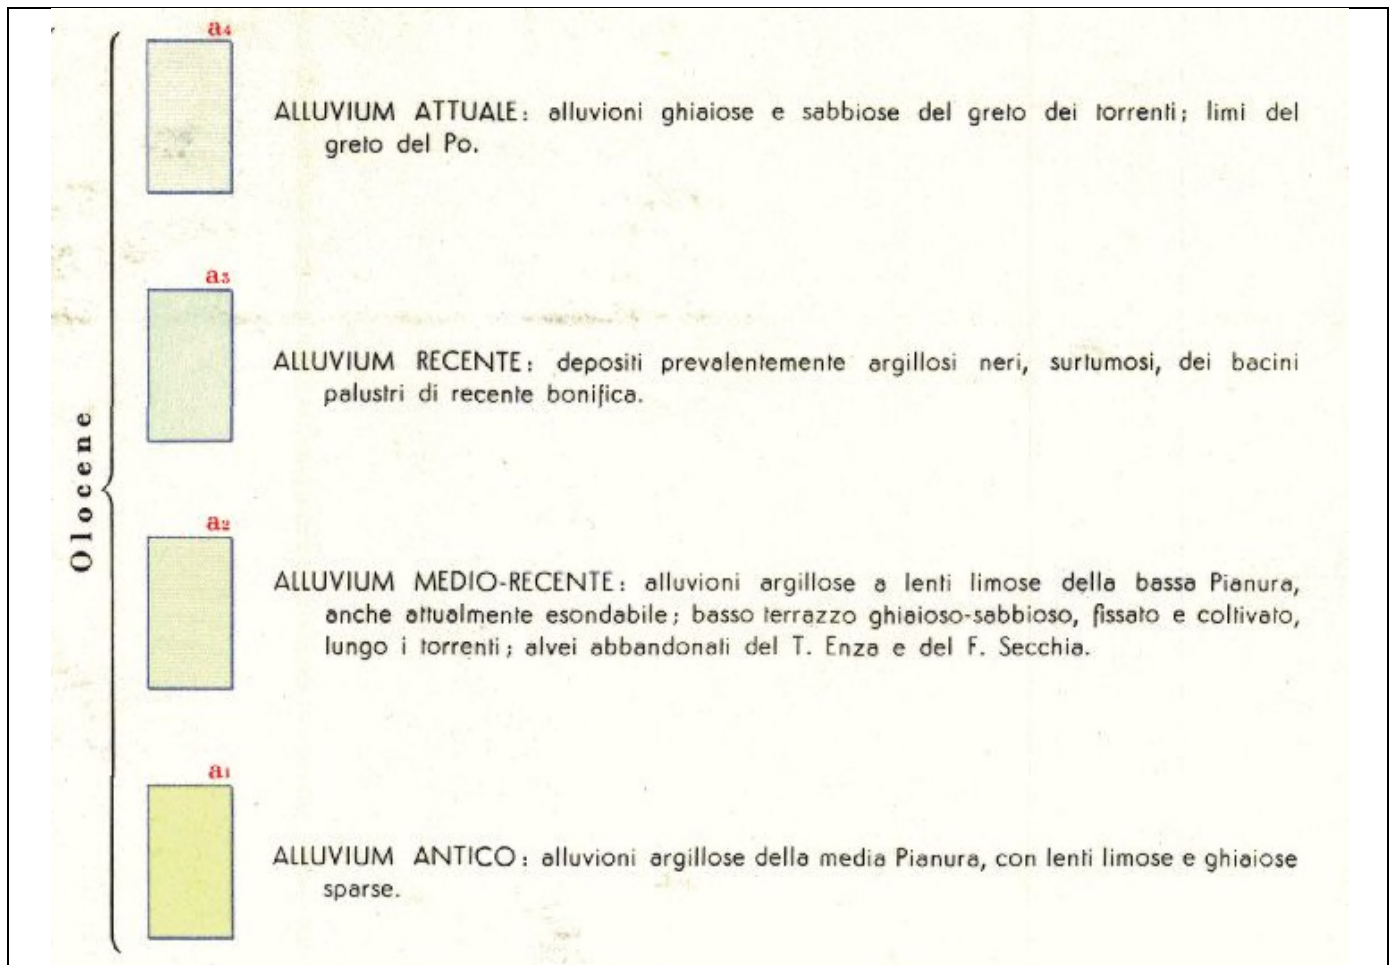 a4
ALLUVIUM ATTUALE: alluvioni ghiaiose e sabbiose del greto dei torrenti; limi del
greto del Po.
a3
ALLUVIUM RECENTE: depositi prevalentemente argillosi neri, surtumosi, dei bacini
palustri di recente bonifica.
Olocene
a2
ALLUVIUM MEDIO-RECENTE: alluvioni argillose a lenti limose della bassa Pianura,
anche attualmente esondabile; basso terrazzo ghiaioso-sabbioso, fissato e coltivato,
lungo i torrenti; alvei abbandonati del T. Enza e del F. Secchia.
a1
ALLUVIUM ANTICO: alluvioni argillose della media Pianura, con lenti limose e ghiaiose
sparse.